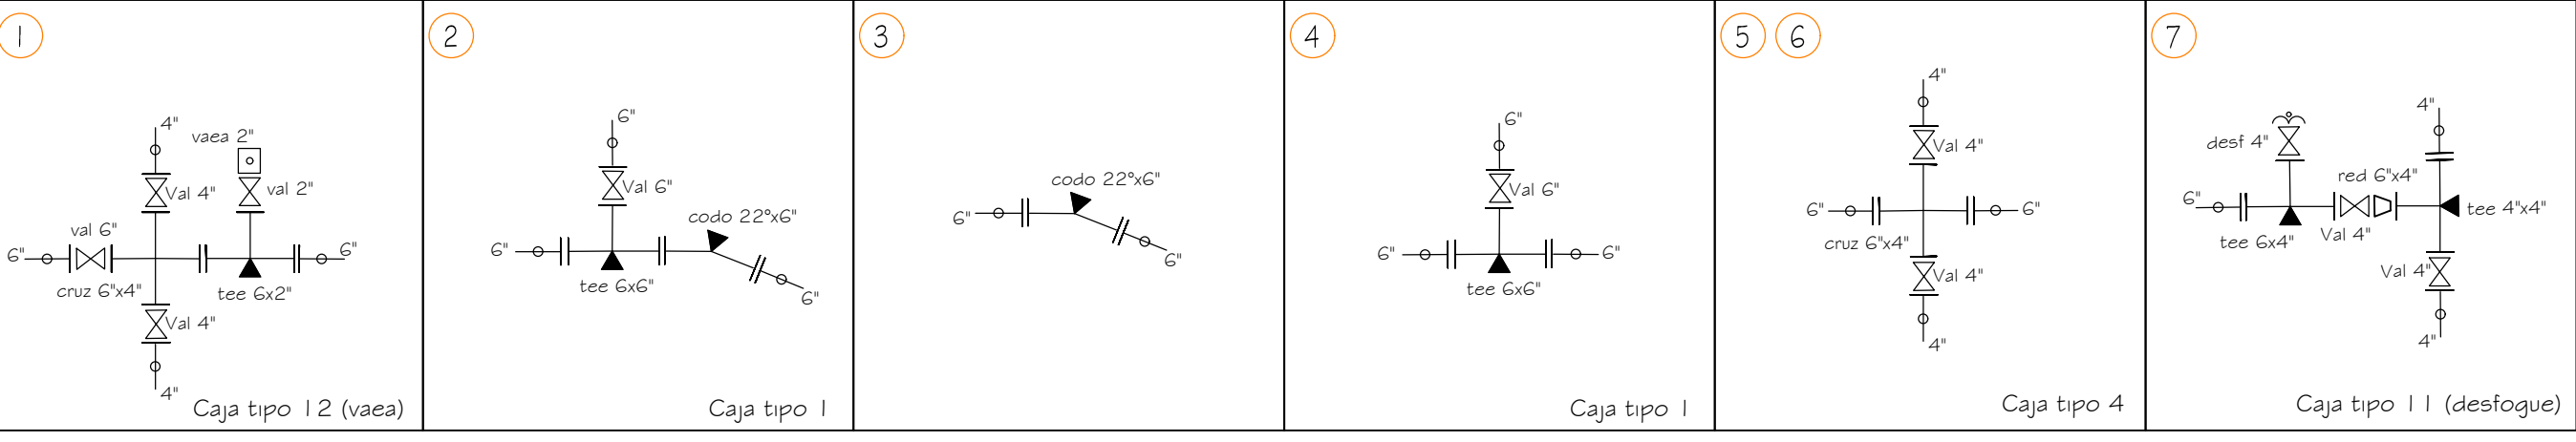 1
4"
vaea 2"
Val 4"
val 2"
val 6"
6"
6"
cruz 6"x4"
tee 6x2"
Val 4"
4"
Caja tipo 12 (vaea)
2
6"
Val 6"
codo 22°x6"
6"
tee 6x6"
6"
Caja tipo 1
3
codo 22°x6"
6"
6"
4
6"
Val 6"
6"
6"
tee 6x6"
Caja tipo 1
5 6
4"
Val 4"
6"
6"
cruz 6"x4"
Val 4"
4"
Caja tipo 4
7
4"
desf 4"
red 6"x4"
6"
tee 4"x4"
tee 6x4"
Val 4"
Val 4"
4"
Caja tipo 11 (desfogue)